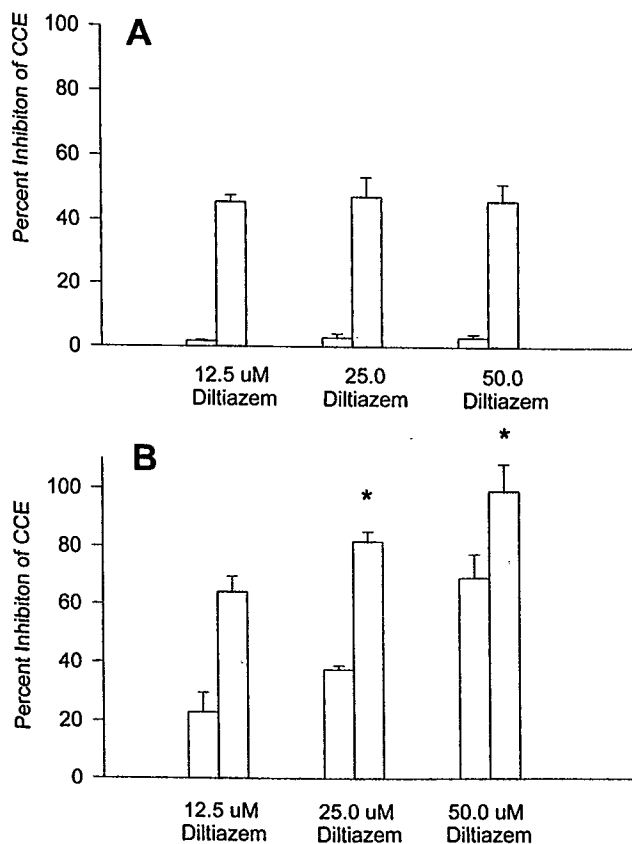 A
Percent Inhibiton of CCE
100
80
60
40
20
0
12.5 uM
Diltiazem
25.0
Diltiazem
50.0
Diltiazem
B
Percent Inhibiton of CCE
100
80
60
40
20
0
*
*
12.5 uM
Diltiazem
25.0 uM
Diltiazem
50.0 uM
Diltiazem